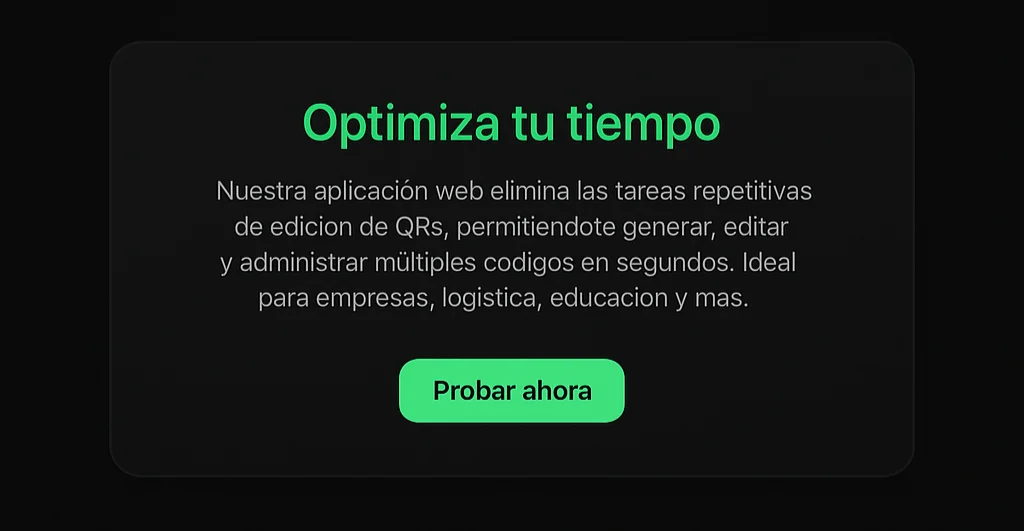 Optimiza tu tiempo
Nuestra aplicación web elimina las tareas repetitivas
de edicion de QRs, permitiendote generar, editar
y administrar mültiples codigos en segundos. Ideal
para empresas, logistica, educacion y mas.
Probar ahora